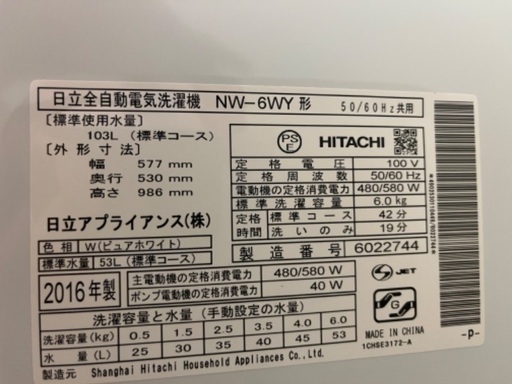 日立全自動電気洗濯機 NW-6WY 形 50/60Hz共用
[標準使用水量]
103L (標準コース)
[外形寸法]
幅 577 mm
奥行 530 mm
高さ 986 mm
日立アプライアンス(株)
色相 W(ピュアホワイト)
標準水量 53L (標準コース)
PS
E
HITACHI
定格電圧 100 V
定格周波数 50/60 Hz
電動機の定格消費電力 480/580 W
標準洗濯容量 6.0 kg
定格時間 標準コース 42分
洗いのみ 19分
製造番号 6022744
2016年製
主電動機の定格消費電力 480/580 W
ポンプ電動機の定格消費電力 40 W
S JET
G
洗濯容量と水量 (手動設定の水量)
洗濯容量(kg) 0.5 1.5 2.5 3.5 4.0 6.0
水量(L) 25 30 35 40 45 53
製造元 Shanghai Hitachi Household Appliances Co., Ltd.
MADE IN CHINA
1CHSE3172-A
-p-